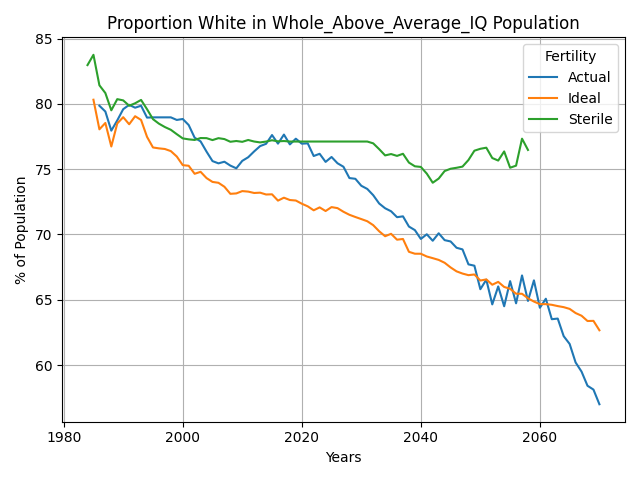 Proportion White in Whole_Above_Average_IQ Population
% of Population
85
80
75
70
65
60
1980
2000
2020
2040
2060
Years
Fertility
Actual
Ideal
Sterile